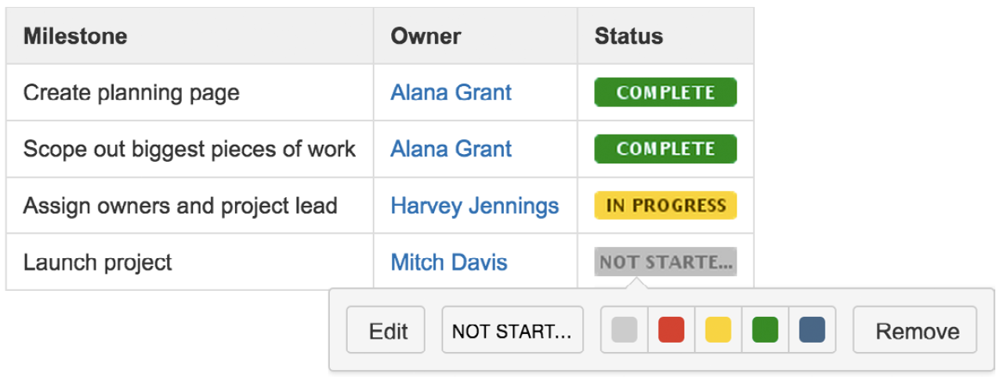 Milestone Owner Status
Create planning page Alana Grant COMPLETE
Scope out biggest pieces of work Alana Grant COMPLETE
Assign owners and project lead Harvey Jennings IN PROGRESS
Launch project Mitch Davis NOT STARTE...
Edit NOT START... Remove